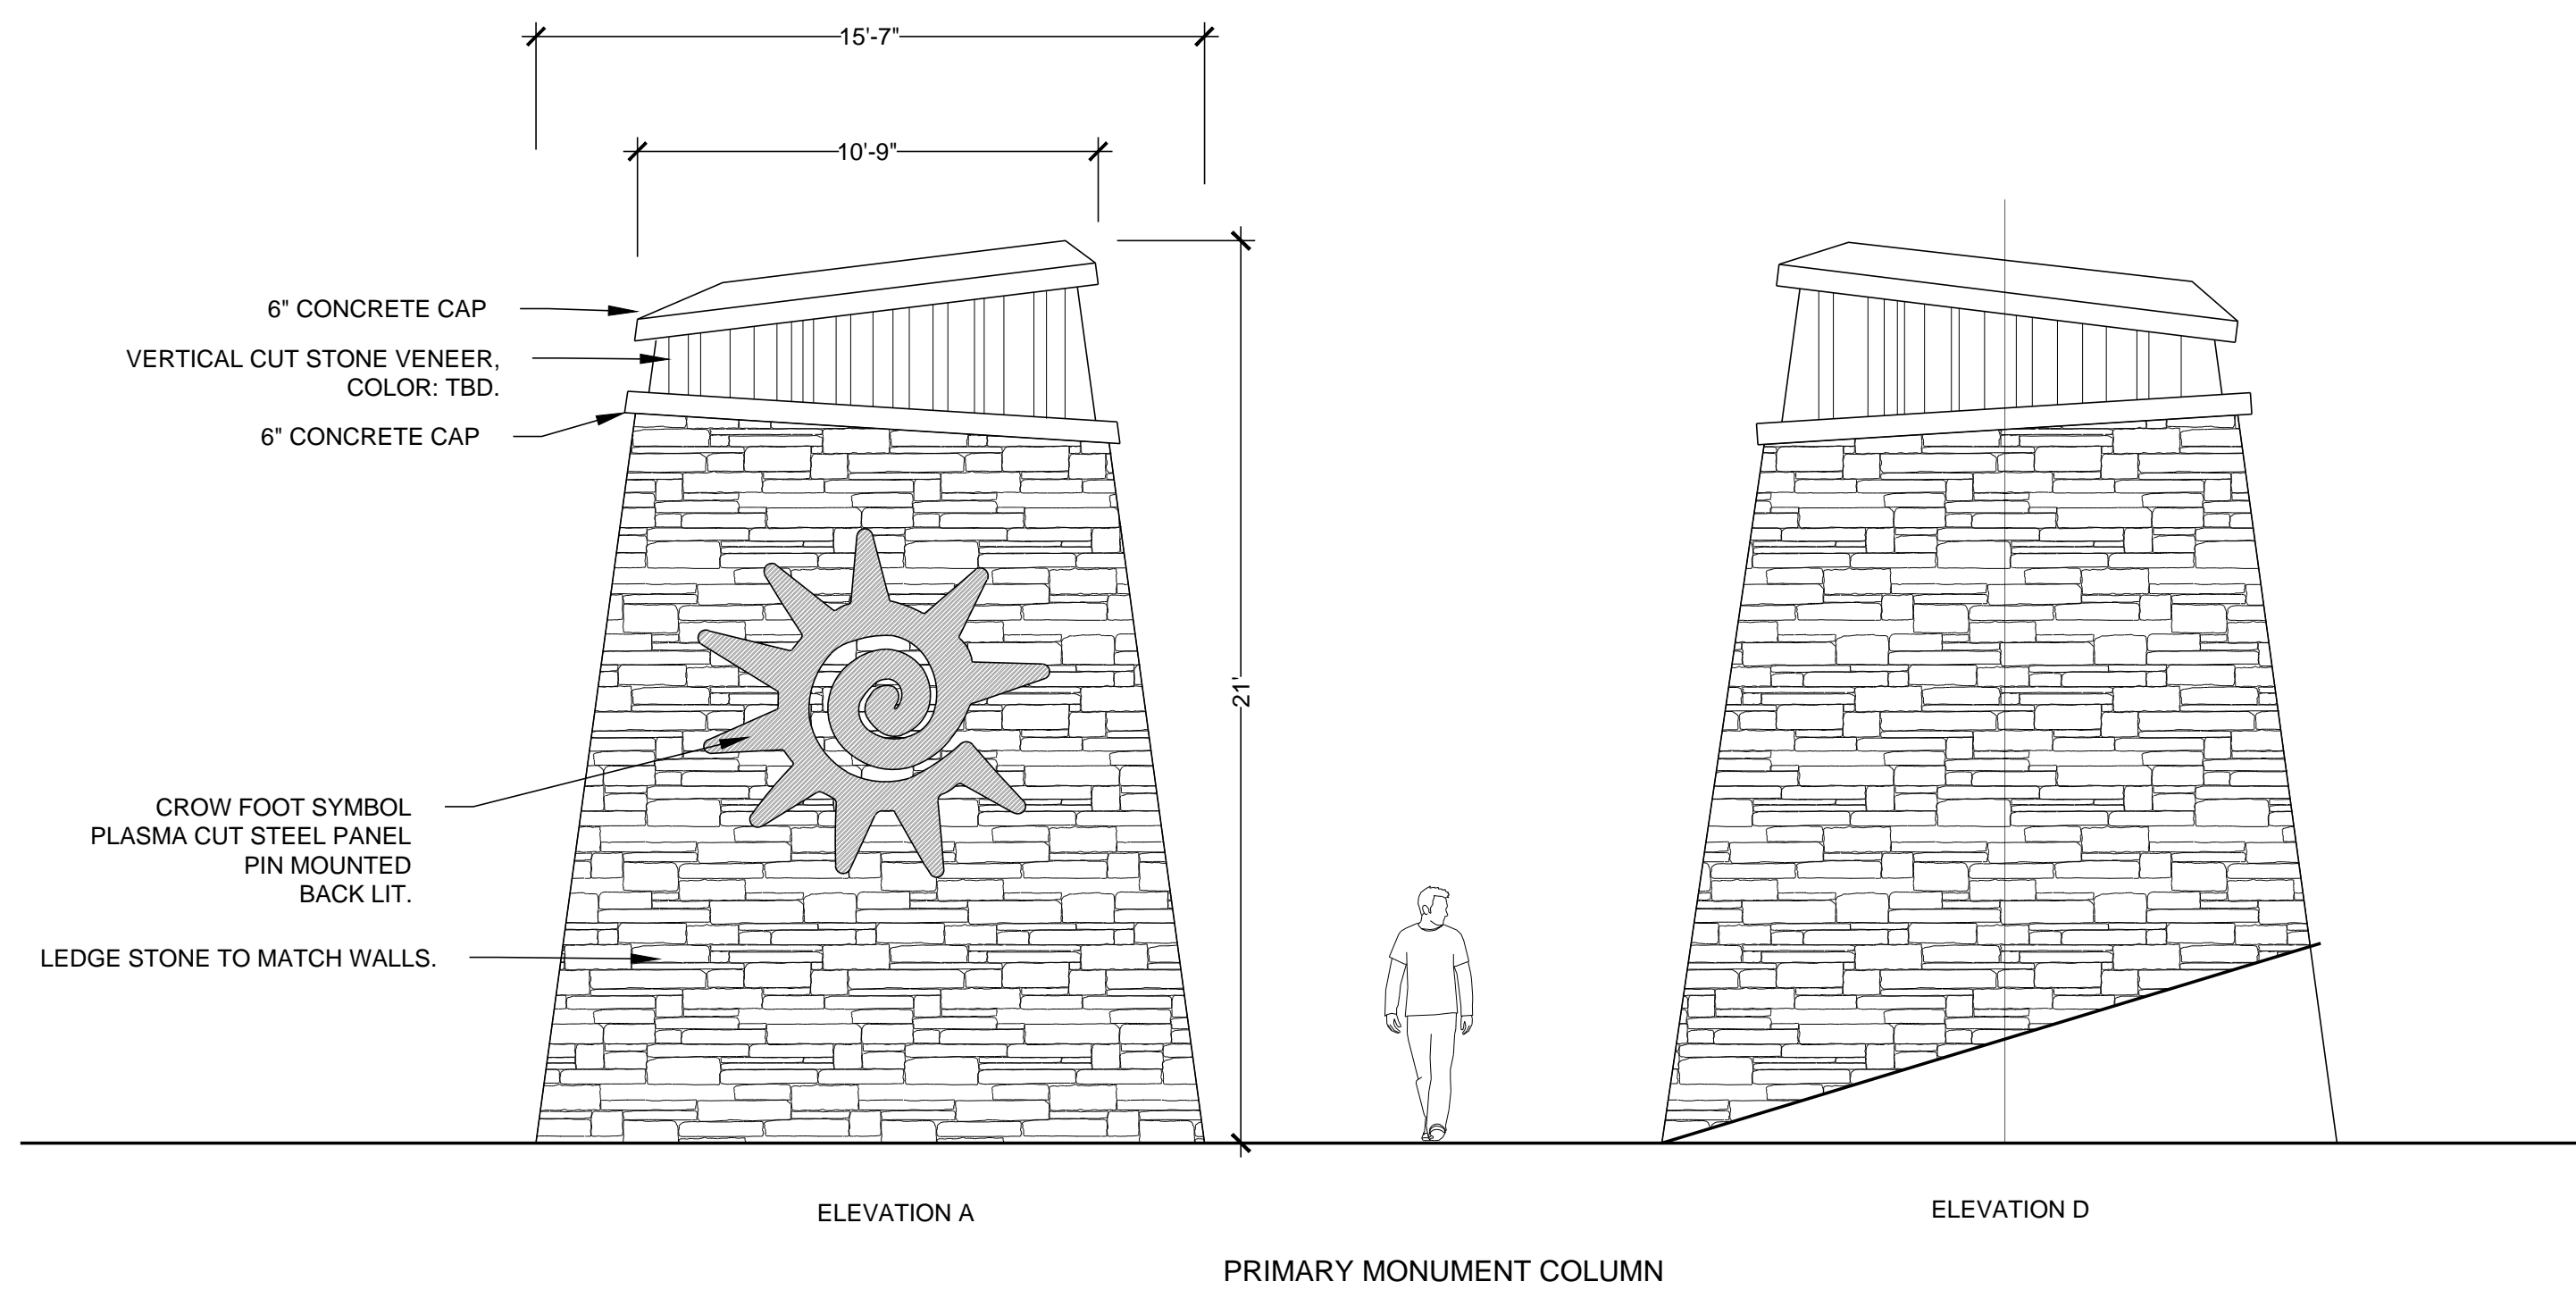 15'-7"
10'-9"
6" CONCRETE CAP
VERTICAL CUT STONE VENEER,
COLOR: TBD.
6" CONCRETE CAP
21'
CROW FOOT SYMBOL
PLASMA CUT STEEL PANEL
PIN MOUNTED
BACK LIT.
LEDGE STONE TO MATCH WALLS.
ELEVATION A
ELEVATION D
PRIMARY MONUMENT COLUMN